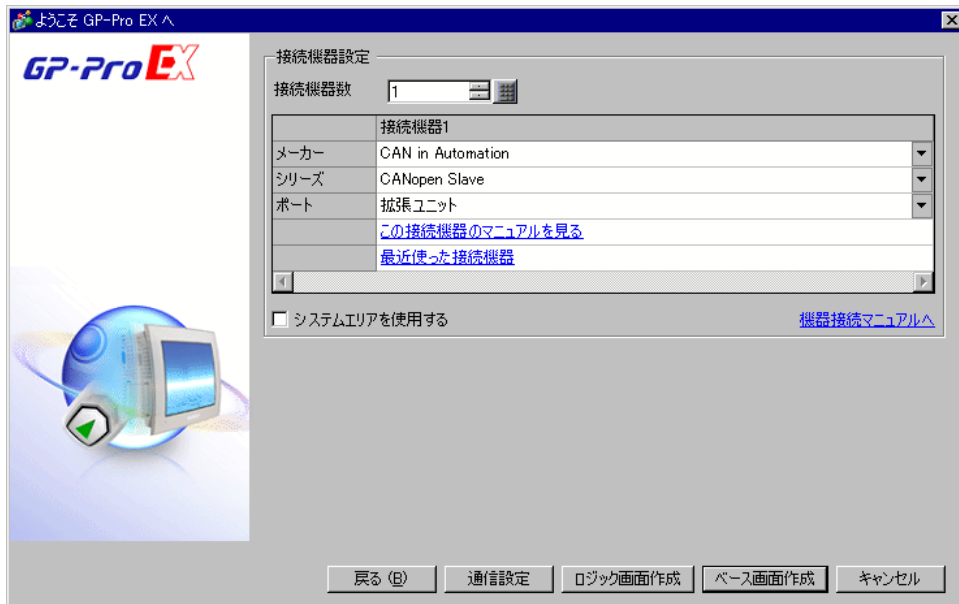 ようこそ GP-Pro EX へ
GP-Pro EX
接続機器設定
接続機器数 1
接続機器1
メーカー CAN in Automation
シリーズ CANopen Slave
ポート 拡張ユニット
この接続機器のマニュアルを見る
最近使った接続機器
システムエリアを使用する 機器接続マニュアルへ
戻る (B) 通信設定 ロジック画面作成 ベース画面作成 キャンセル